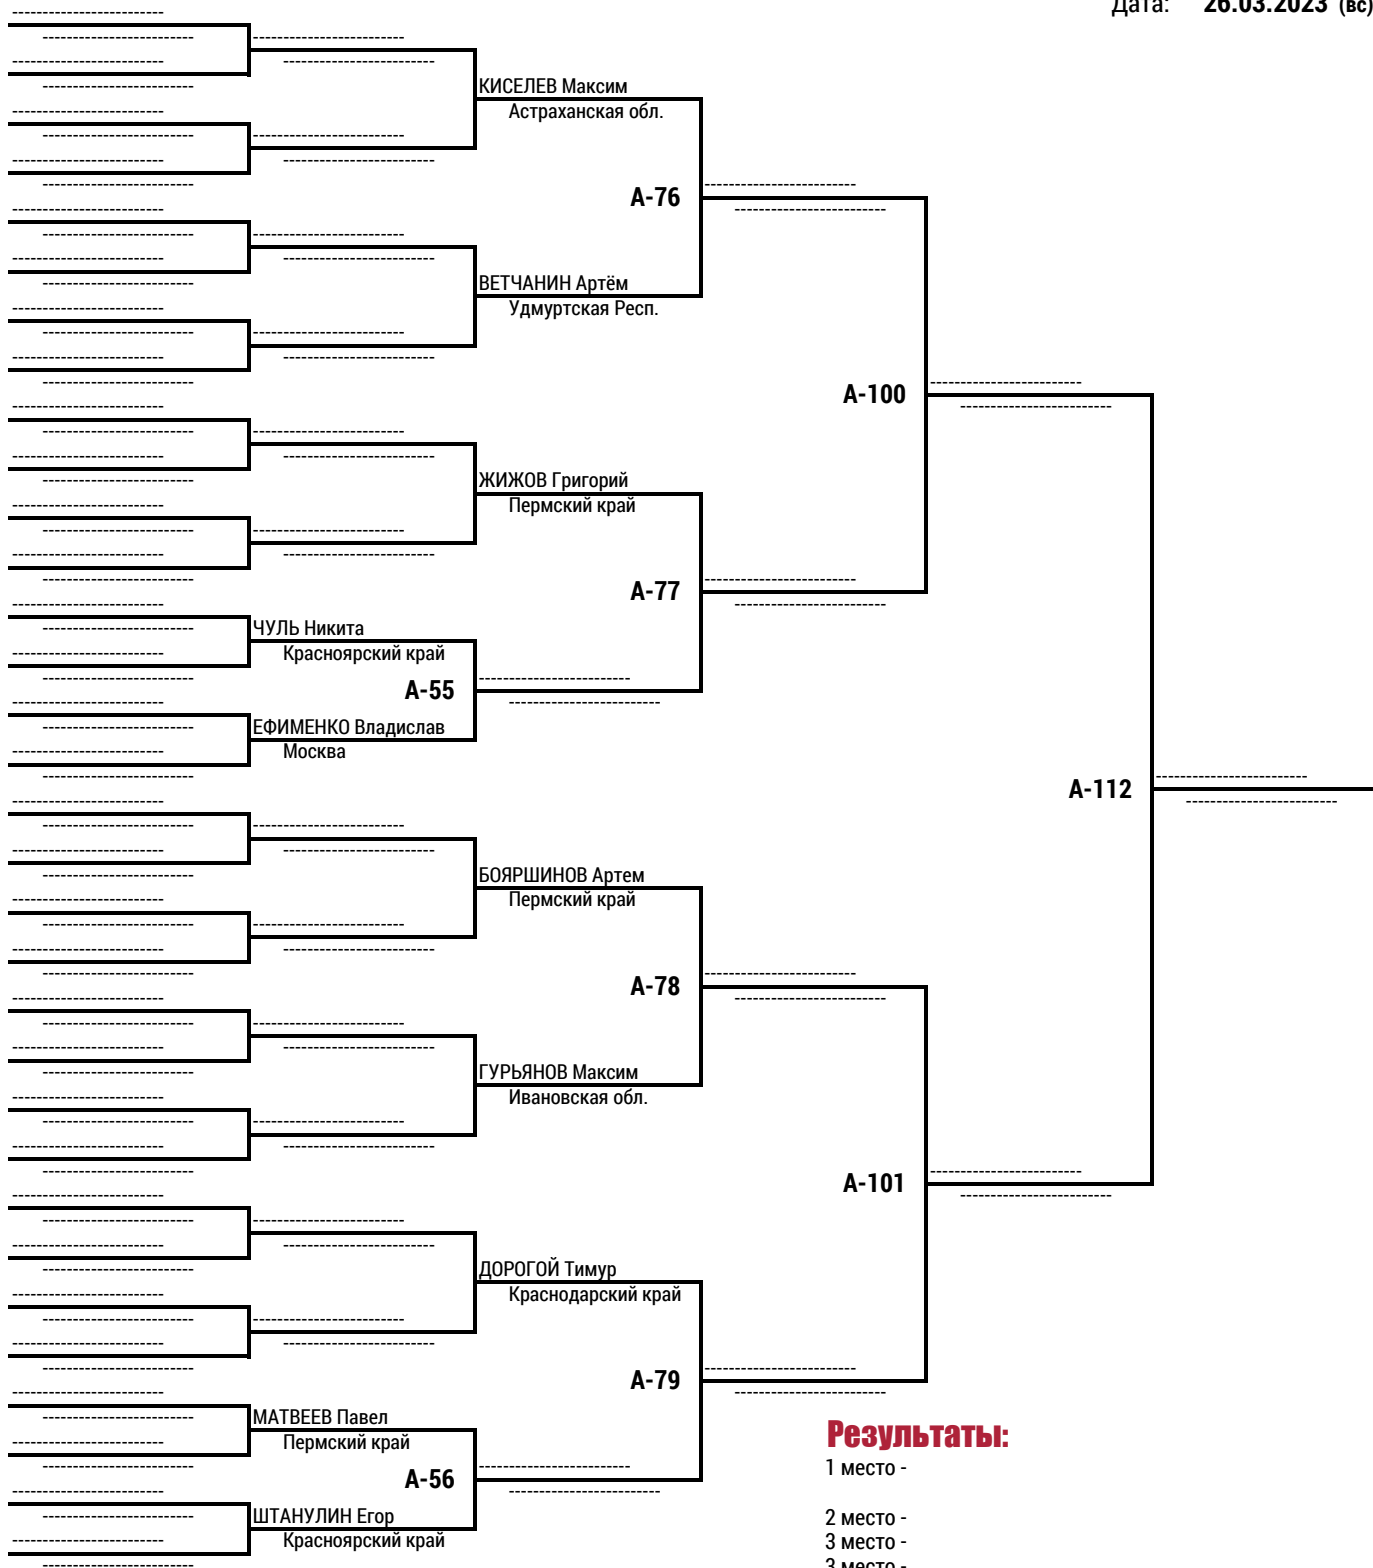 Дата: 26.03.2023 (вс)
КИСЕЛЕВ Максим
Астраханская обл.
А-76
ВЕТЧАНИН Артём
Удмуртская Респ.
А-100
ЖИЖОВ Григорий
Пермский край
А-77
ЧУЛЬ Никита
Красноярский край
А-55
ЕФИМЕНКО Владислав
Москва
А-112
БОЯРШИНОВ Артем
Пермский край
А-78
ГУРЬЯНОВ Максим
Ивановская обл.
А-101
ДОРОГОЙ Тимур
Краснодарский край
А-79
МАТВЕЕВ Павел
Пермский край
А-56
ШТАНУЛИН Егор
Красноярский край
Результаты:
1 место -
2 место -
3 место -
3 место -